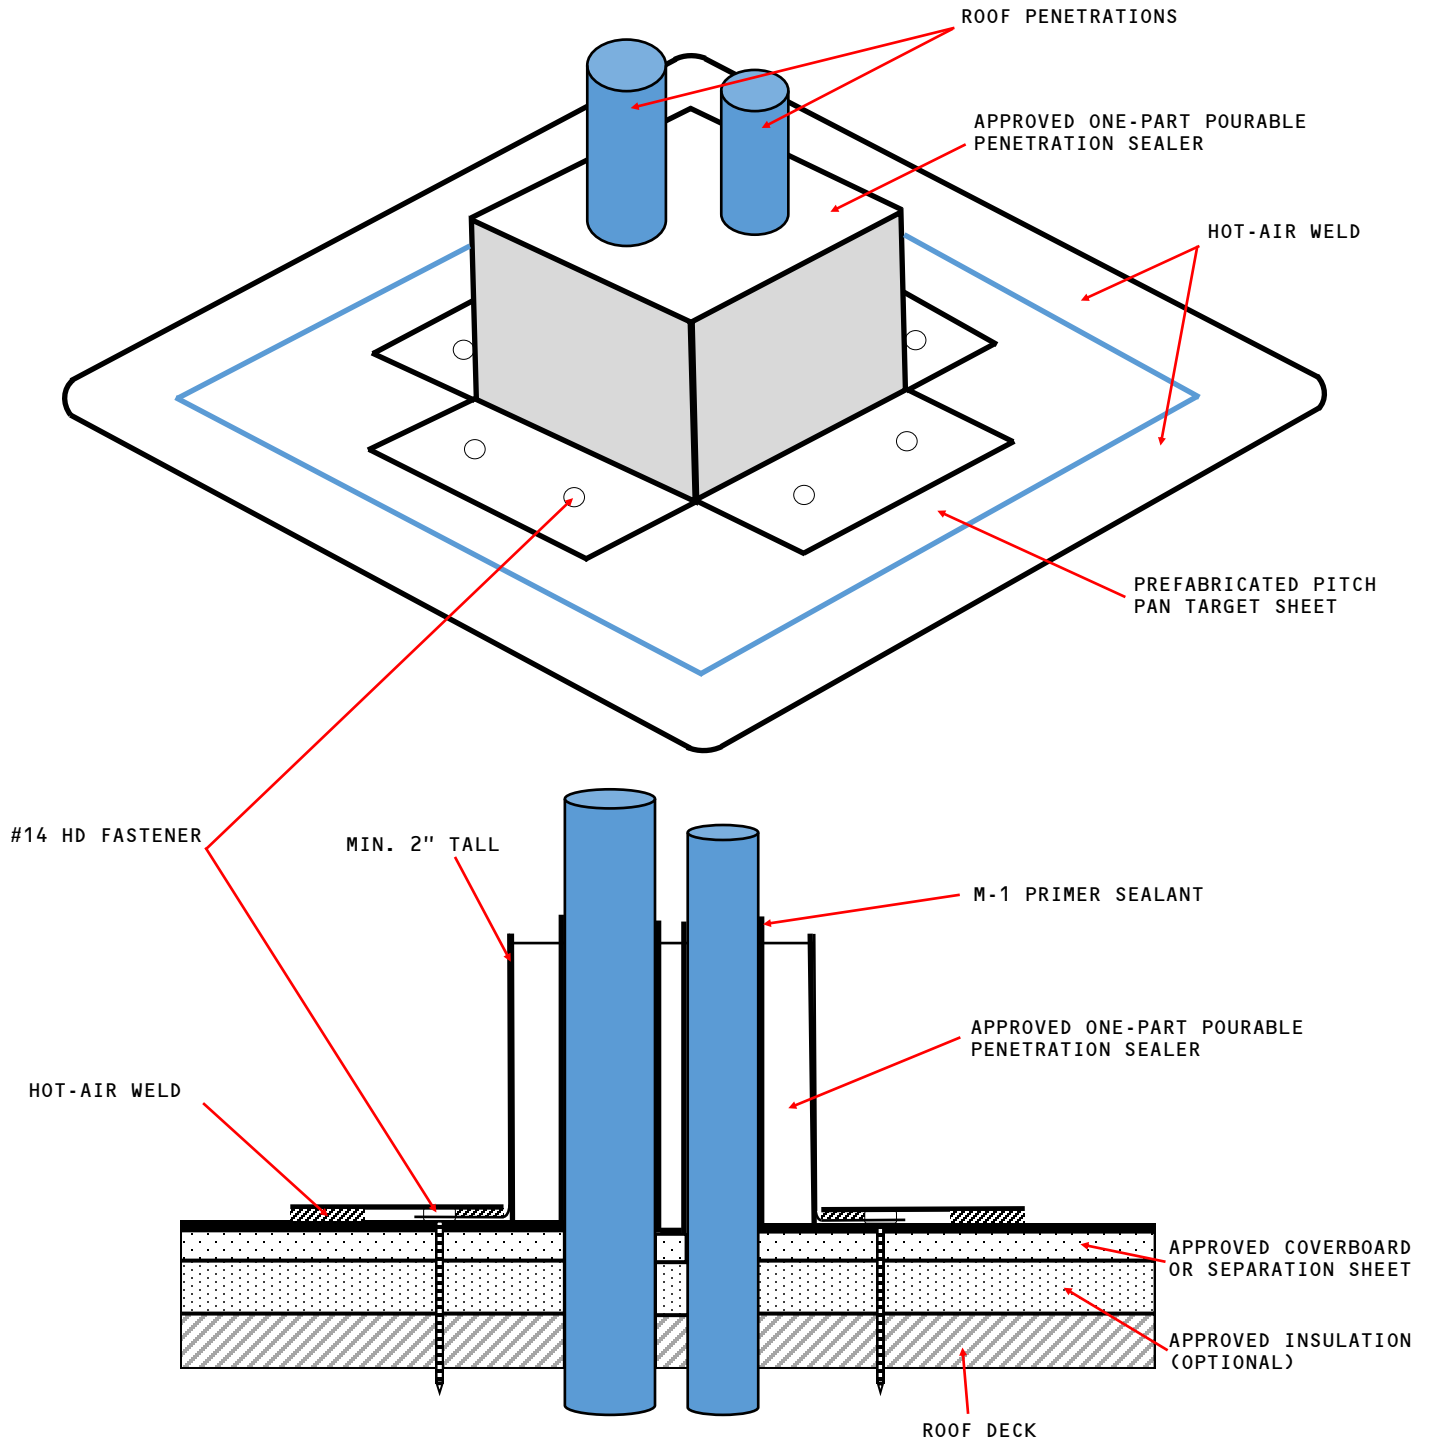 ROOF PENETRATIONS
APPROVED ONE-PART POURABLE
PENETRATION SEALER
HOT-AIR WELD
PREFABRICATED PITCH
PAN TARGET SHEET
#14 HD FASTENER
MIN. 2" TALL
M-1 PRIMER SEALANT
APPROVED ONE-PART POURABLE
PENETRATION SEALER
HOT-AIR WELD
APPROVED COVERBOARD
OR SEPARATION SHEET
APPROVED INSULATION
(OPTIONAL)
ROOF DECK